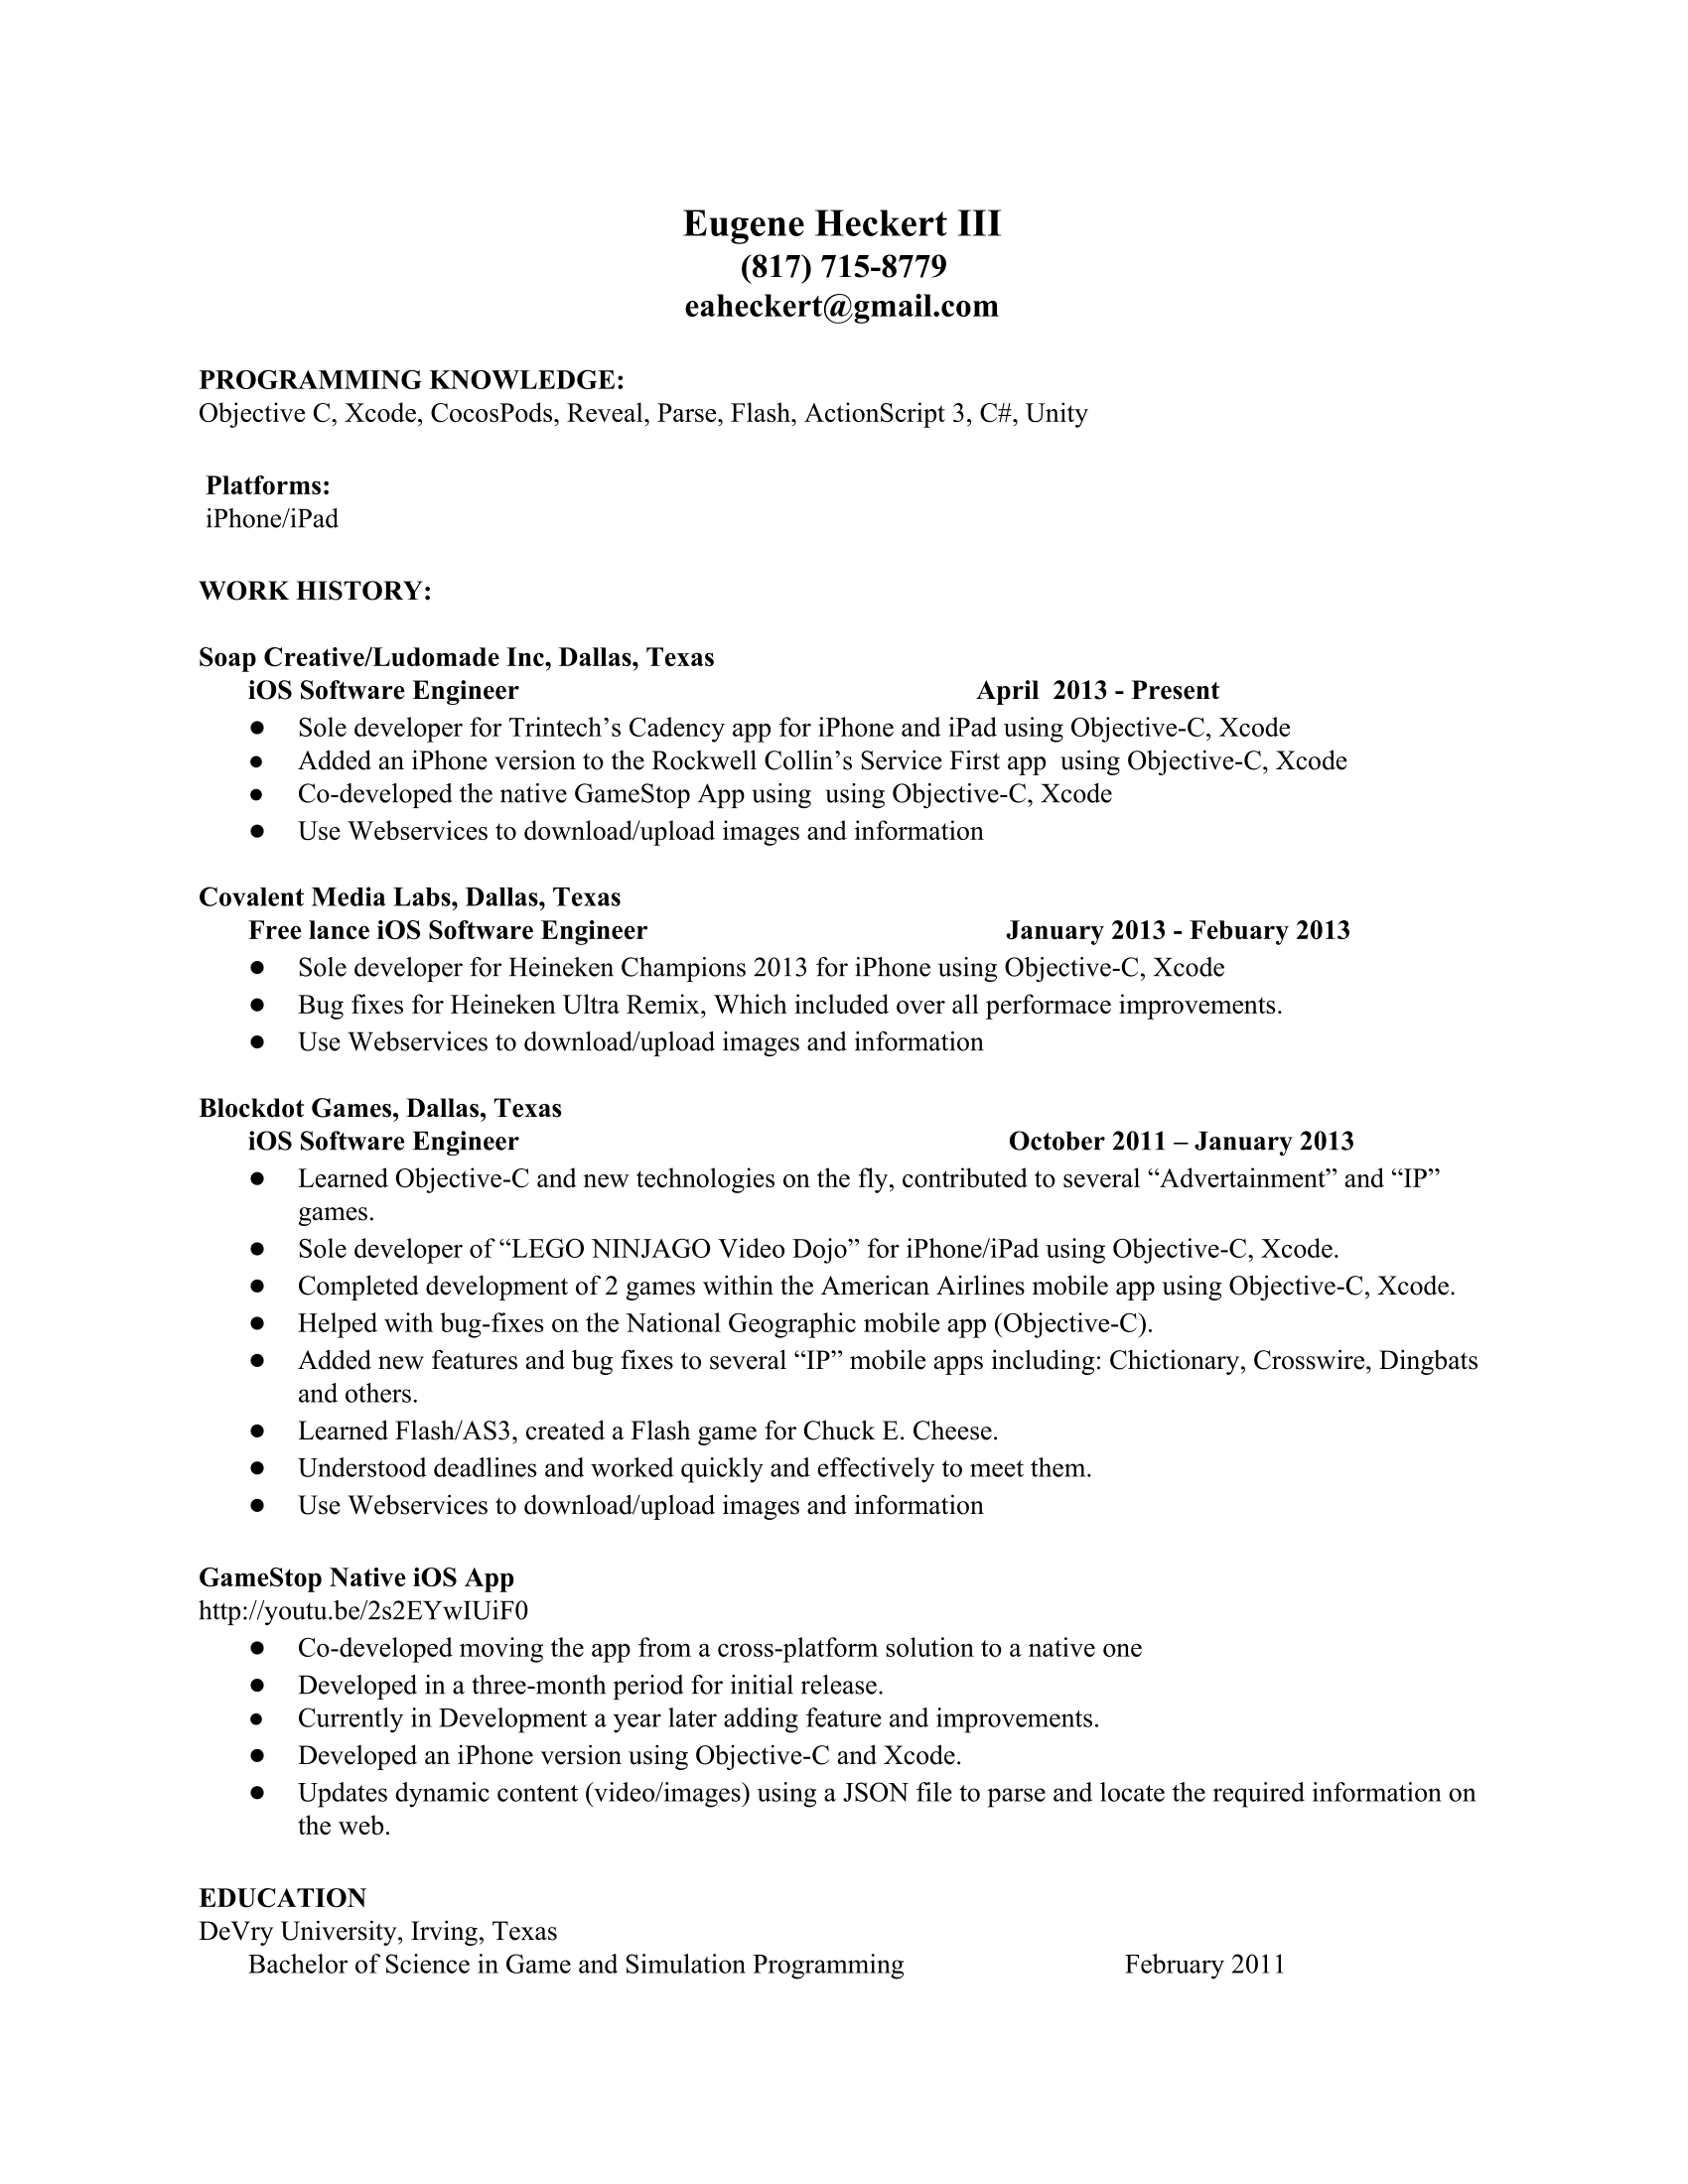 Eugene Heckert III
(817) 715-8779
eaheckert@gmail.com
PROGRAMMING KNOWLEDGE:
Objective C, Xcode, CocosPods, Reveal, Parse, Flash, ActionScript 3, C#, Unity
Platforms:
iPhone/iPad
WORK HISTORY:
Soap Creative/Ludomade Inc, Dallas, Texas
iOS Software Engineer April  2013 - Present
● Sole developer for Trintech’s Cadency app for iPhone and iPad using Objective-C, Xcode
● Added an iPhone version to the Rockwell Collin’s Service First app  using Objective-C, Xcode
● Co-developed the native GameStop App using  using Objective-C, Xcode
● Use Webservices to download/upload images and information
Covalent Media Labs, Dallas, Texas
Free lance iOS Software Engineer January 2013 - Febuary 2013
● Sole developer for Heineken Champions 2013 for iPhone using Objective-C, Xcode
● Bug fixes for Heineken Ultra Remix, Which included over all performace improvements.
● Use Webservices to download/upload images and information
Blockdot Games, Dallas, Texas
iOS Software Engineer October 2011 – January 2013
● Learned Objective-C and new technologies on the fly, contributed to several “Advertainment” and “IP”
games.
● Sole developer of “LEGO NINJAGO Video Dojo” for iPhone/iPad using Objective-C, Xcode.
● Completed development of 2 games within the American Airlines mobile app using Objective-C, Xcode.
● Helped with bug-fixes on the National Geographic mobile app (Objective-C).
● Added new features and bug fixes to several “IP” mobile apps including: Chictionary, Crosswire, Dingbats
and others.
● Learned Flash/AS3, created a Flash game for Chuck E. Cheese.
● Understood deadlines and worked quickly and effectively to meet them.
● Use Webservices to download/upload images and information
GameStop Native iOS App
http://youtu.be/2s2EYwIUiF0
● Co-developed moving the app from a cross-platform solution to a native one
● Developed in a three-month period for initial release.
● Currently in Development a year later adding feature and improvements.
● Developed an iPhone version using Objective-C and Xcode.
● Updates dynamic content (video/images) using a JSON file to parse and locate the required information on
the web.
EDUCATION
DeVry University, Irving, Texas
Bachelor of Science in Game and Simulation Programming February 2011